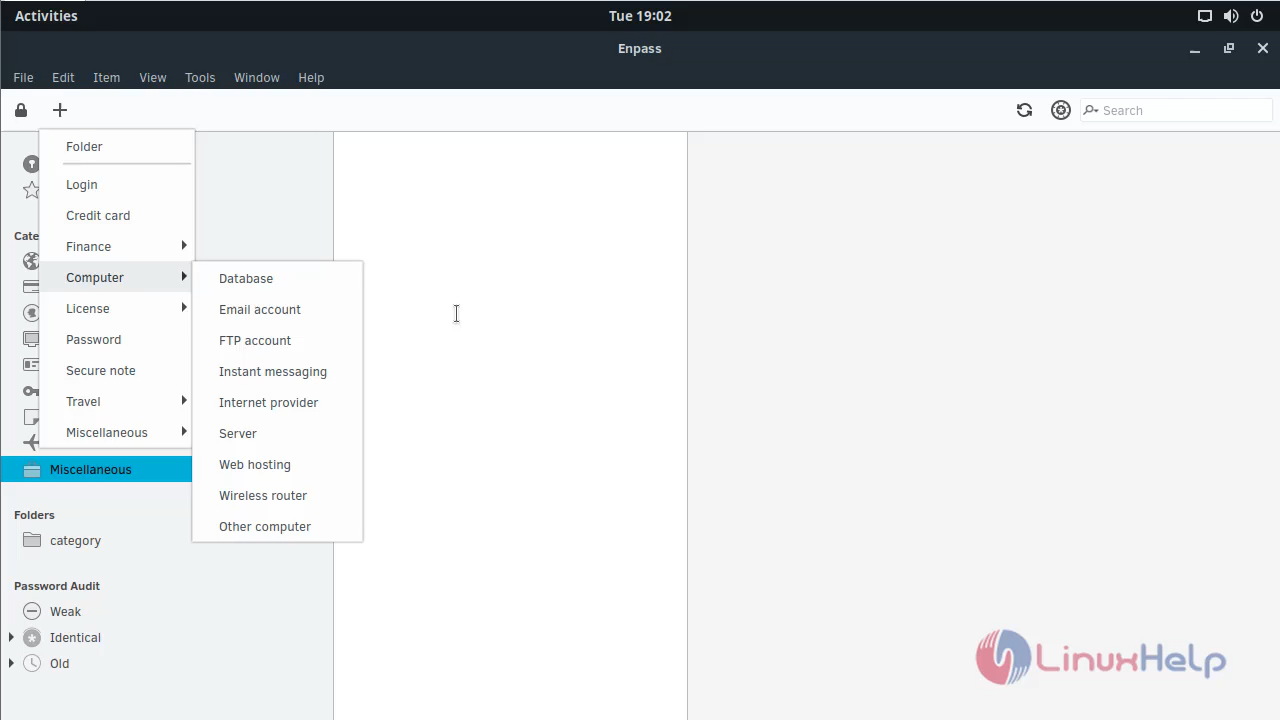 Activities
Tue 19:02
Enpass
File Edit Item View Tools Window Help
Search
Folder
Login
Credit card
Finance
Cate
Computer
License
Password
Secure note
Travel
Miscellaneous
Database
Email account
FTP account
Instant messaging
Internet provider
Server
Web hosting
Wireless router
Other computer
Miscellaneous
Folders
category
Password Audit
Weak
Identical
Old
LinuxHelp